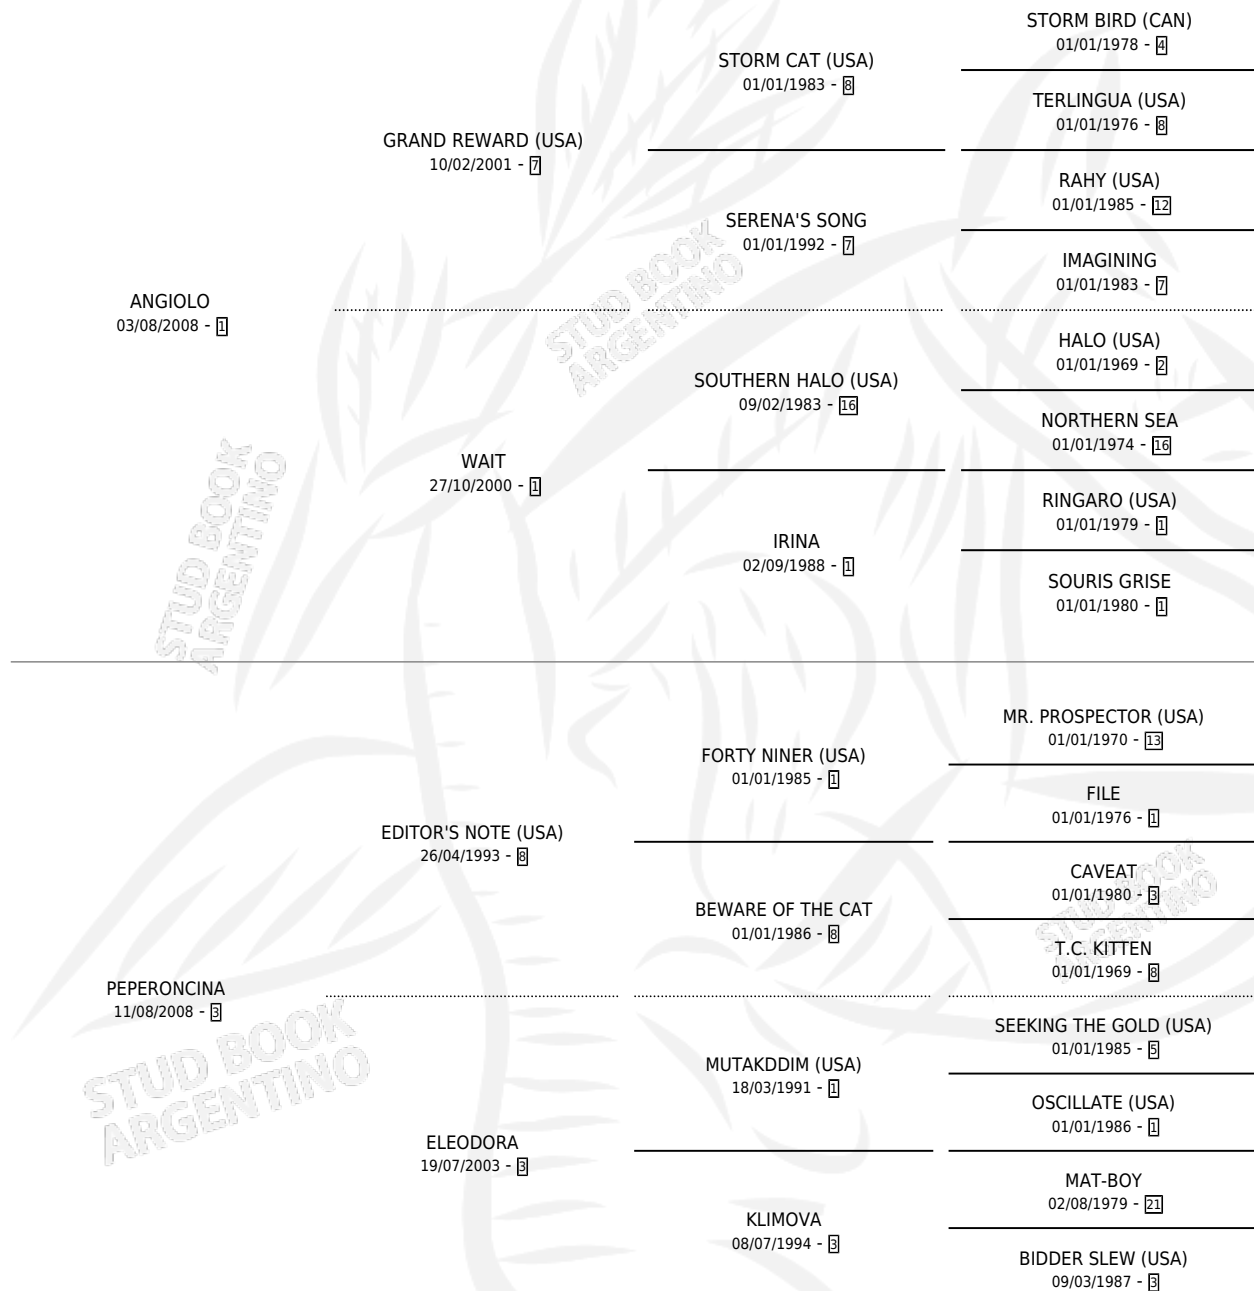 STORM BIRD (CAN)
01/01/1978 - 4
STORM CAT (USA)
01/01/1983 - 8
TERLINGUA (USA)
01/01/1976 - 8
GRAND REWARD (USA)
10/02/2001 - 7
RAHY (USA)
01/01/1985 - 12
SERENA'S SONG
01/01/1992 - 7
IMAGINING
01/01/1983 - 7
ANGIOLO
03/08/2008 - 1
HALO (USA)
01/01/1969 - 2
SOUTHERN HALO (USA)
09/02/1983 - 16
NORTHERN SEA
01/01/1974 - 16
WAIT
27/10/2000 - 1
RINGARO (USA)
01/01/1979 - 1
IRINA
02/09/1988 - 1
SOURIS GRISE
01/01/1980 - 1
STUD BOOK
ARGENTINO
STUD BOOK
ARGENTINO
MR. PROSPECTOR (USA)
01/01/1970 - 13
FORTY NINER (USA)
01/01/1985 - 1
FILE
01/01/1976 - 1
EDITOR'S NOTE (USA)
26/04/1993 - 8
CAVEAT
01/01/1980 - 3
BEWARE OF THE CAT
01/01/1986 - 8
T.C. KITTEN
01/01/1969 - 8
STUD BOOK
ARGENTINO
PEPERONCINA
11/08/2008 - 3
SEEKING THE GOLD (USA)
01/01/1985 - 5
MUTAKDDIM (USA)
18/03/1991 - 1
OSCILLATE (USA)
01/01/1986 - 1
STUD BOOK
ARGENTINO
ELEODORA
19/07/2003 - 3
MAT-BOY
02/08/1979 - 21
KLIMOVA
08/07/1994 - 3
BIDDER SLEW (USA)
09/03/1987 - 3